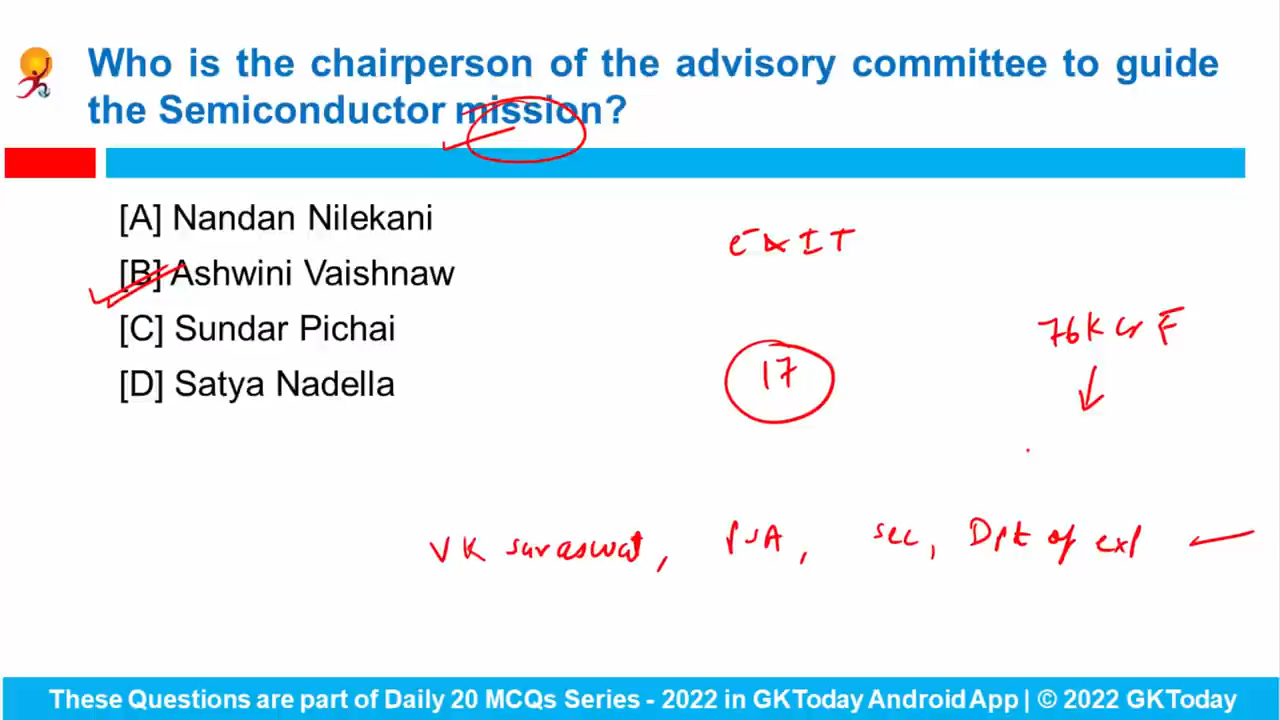 Who is the chairperson of the advisory committee to guide
the Semiconductor mission?
[A] Nandan Nilekani
[B] Ashwini Vaishnaw
[C] Sundar Pichai
[D] Satya Nadella
17
76K Cr F
VK Saraswat, PSA, sec, Dpt of exp
These Questions are part of Daily 20 MCQs Series - 2022 in GKToday Android App | © 2022 GKToday